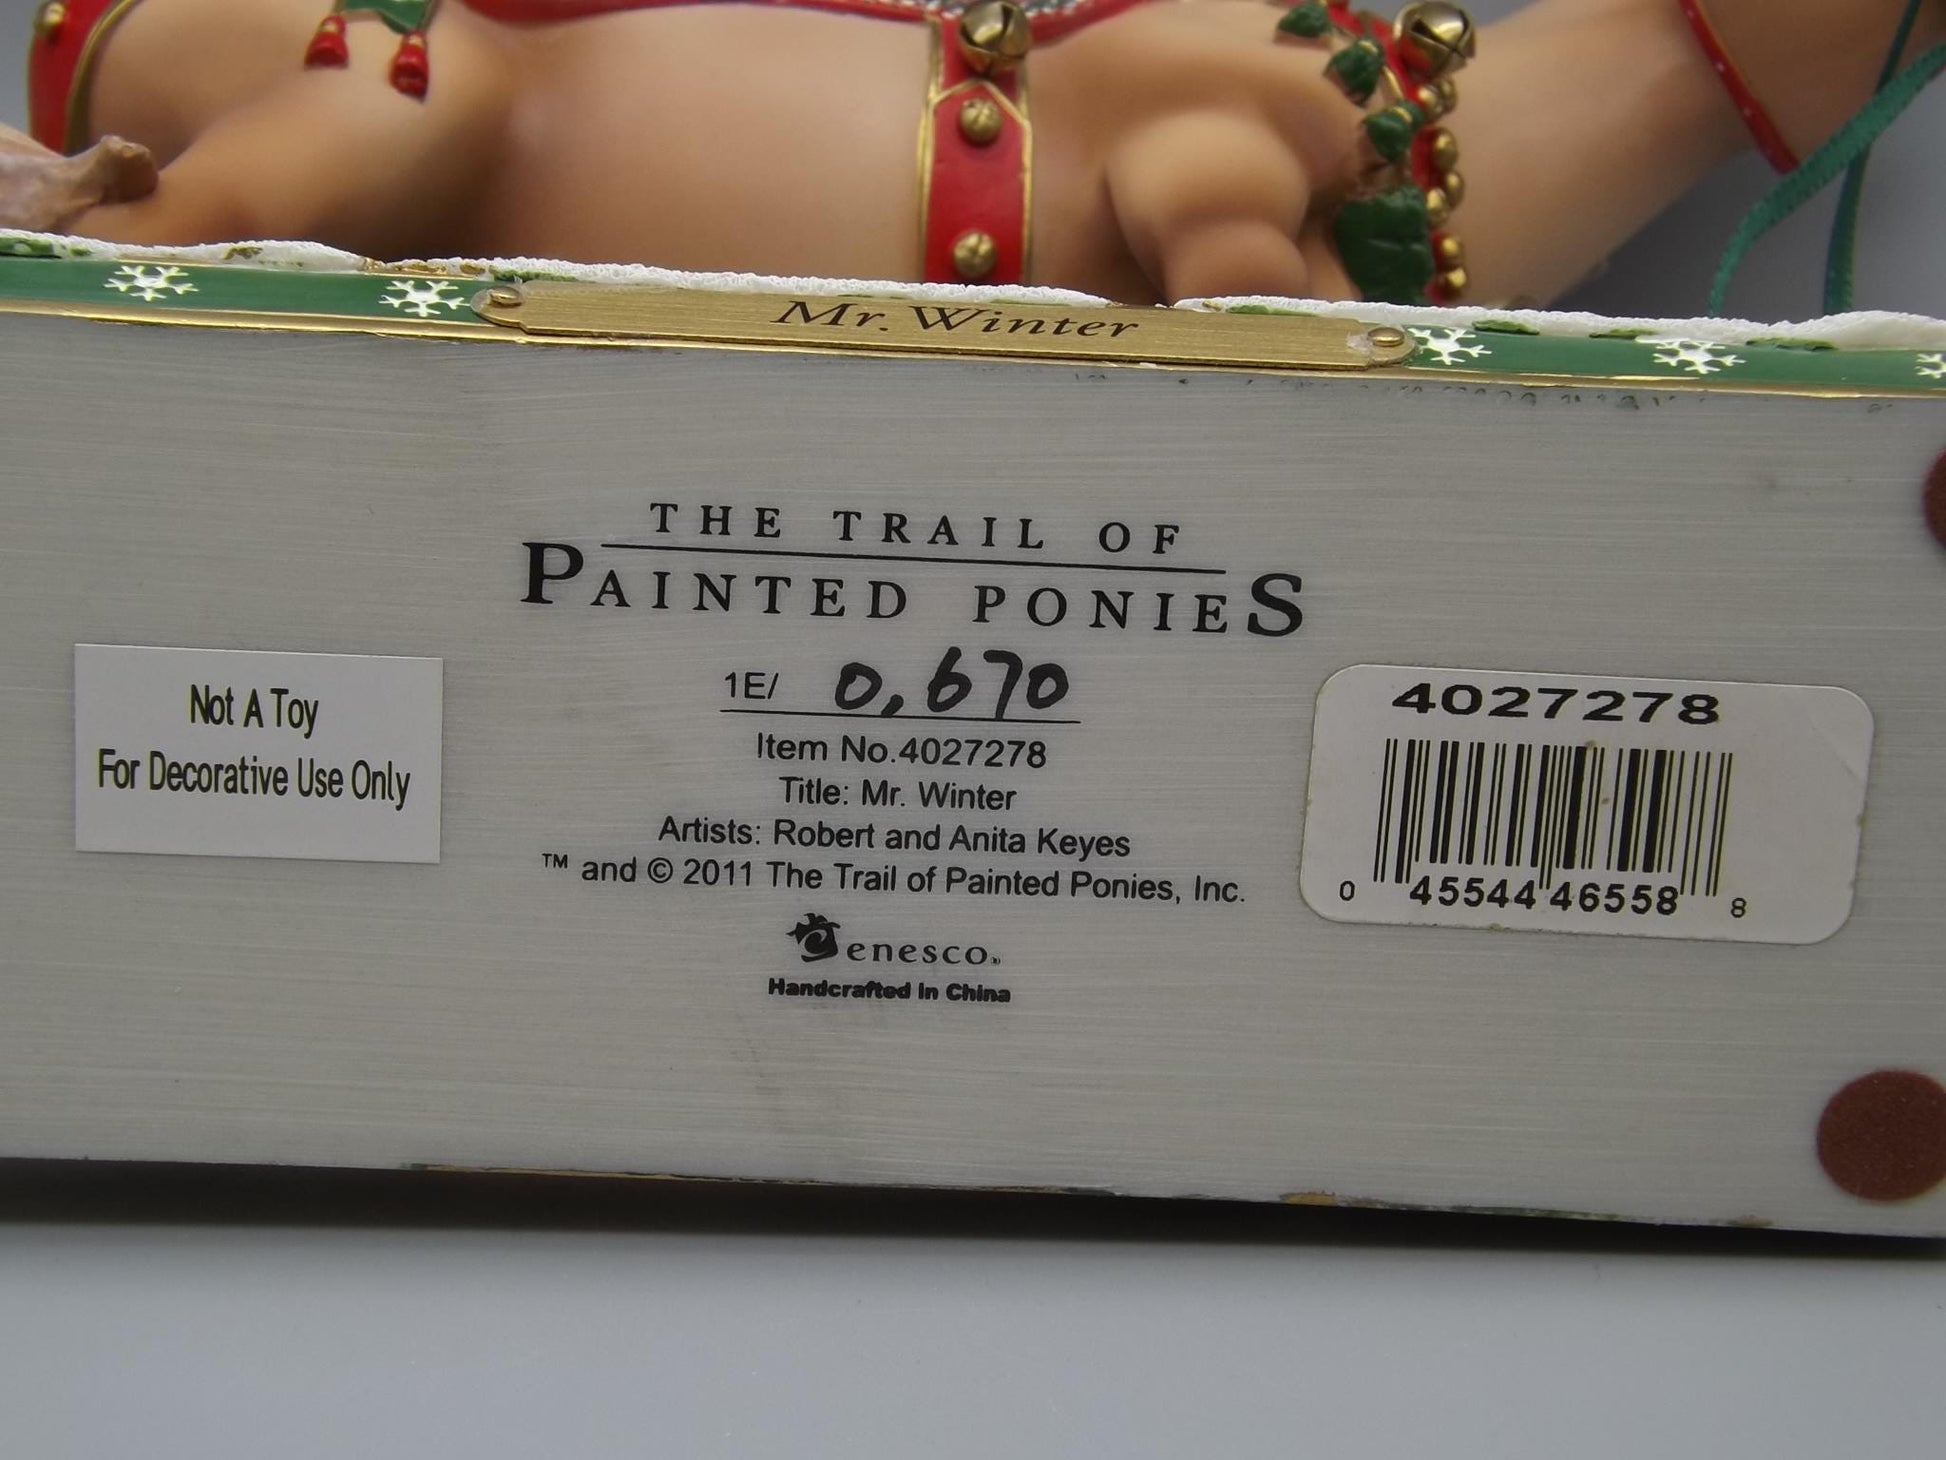 Mr. Winter
THE TRAIL OF
PAINTED PONIES
1E/ 0,670
Item No.4027278
Title: Mr. Winter
Artists: Robert and Anita Keyes
™ and © 2011 The Trail of Painted Ponies, Inc.
enesco®
Handcrafted in China
Not A Toy
For Decorative Use Only
4027278
0 45544 46558 8